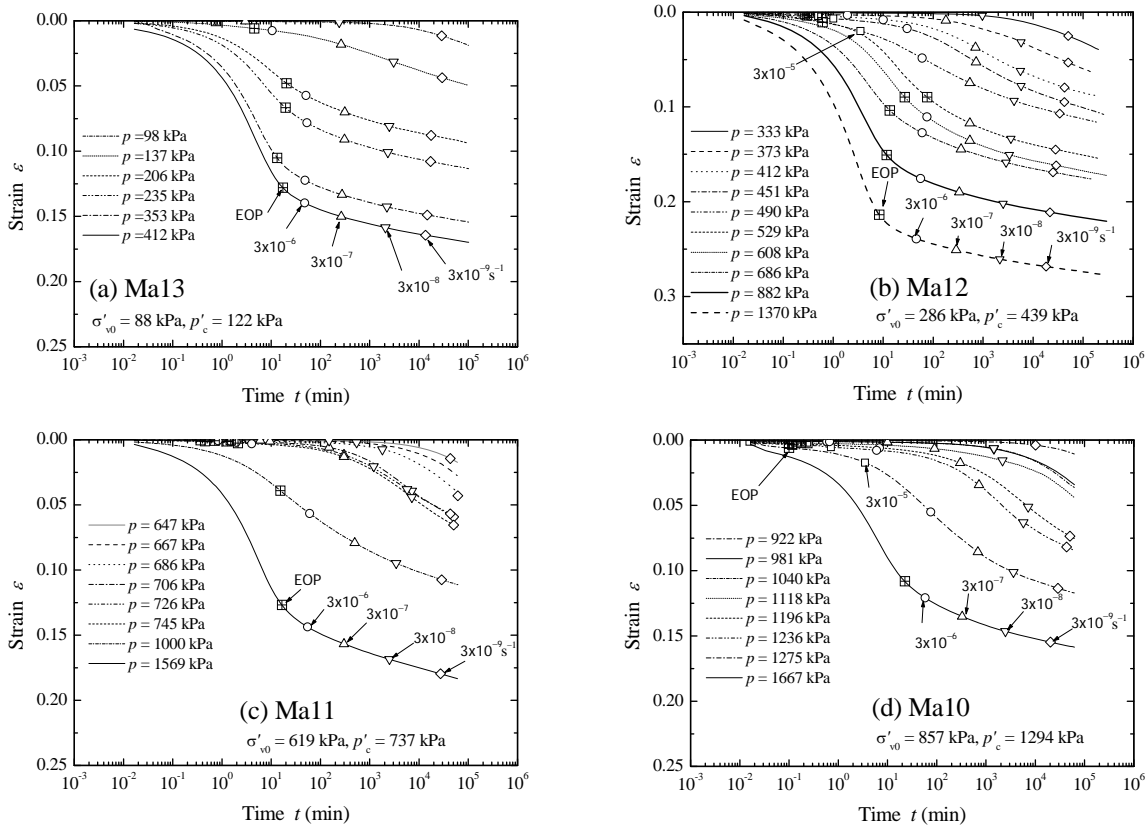 0.00
0.05
0.10
0.15
0.20
0.25
Strain ε
p =98 kPa
p =137 kPa
p =206 kPa
p =235 kPa
p =353 kPa
p =412 kPa
EOP
3x10⁻⁶
3x10⁻⁷
3x10⁻⁸
3x10⁻⁹s⁻¹
(a) Ma13
σ′v0 = 88 kPa, p′c = 122 kPa
10⁻³ 10⁻² 10⁻¹ 10⁰ 10¹ 10² 10³ 10⁴ 10⁵ 10⁶
Time t (min)
0.0
0.1
0.2
0.3
Strain ε
3x10⁻⁵
p = 333 kPa
p = 373 kPa
p = 412 kPa
p = 451 kPa
p = 490 kPa
p = 529 kPa
p = 608 kPa
p = 686 kPa
p = 882 kPa
p = 1370 kPa
EOP
3x10⁻⁶
3x10⁻⁷
3x10⁻⁸
3x10⁻⁹s⁻¹
(b) Ma12
σ′v0 = 286 kPa, p′c = 439 kPa
10⁻³ 10⁻² 10⁻¹ 10⁰ 10¹ 10² 10³ 10⁴ 10⁵ 10⁶
Time t (min)
0.00
0.05
0.10
0.15
0.20
0.25
Strain ε
p = 647 kPa
p = 667 kPa
p = 686 kPa
p = 706 kPa
p = 726 kPa
p = 745 kPa
p = 1000 kPa
p = 1569 kPa
EOP
3x10⁻⁶
3x10⁻⁷
3x10⁻⁸
3x10⁻⁹s⁻¹
(c) Ma11
σ′v0 = 619 kPa, p′c = 737 kPa
10⁻³ 10⁻² 10⁻¹ 10⁰ 10¹ 10² 10³ 10⁴ 10⁵ 10⁶
Time t (min)
0.00
0.05
0.10
0.15
0.20
0.25
Strain ε
EOP
3x10⁻⁵
p = 922 kPa
p = 981 kPa
p = 1040 kPa
p = 1118 kPa
p = 1196 kPa
p = 1236 kPa
p = 1275 kPa
p = 1667 kPa
3x10⁻⁶
3x10⁻⁷
3x10⁻⁸
3x10⁻⁹s⁻¹
(d) Ma10
σ′v0 = 857 kPa, p′c = 1294 kPa
10⁻³ 10⁻² 10⁻¹ 10⁰ 10¹ 10² 10³ 10⁴ 10⁵ 10⁶
Time t (min)